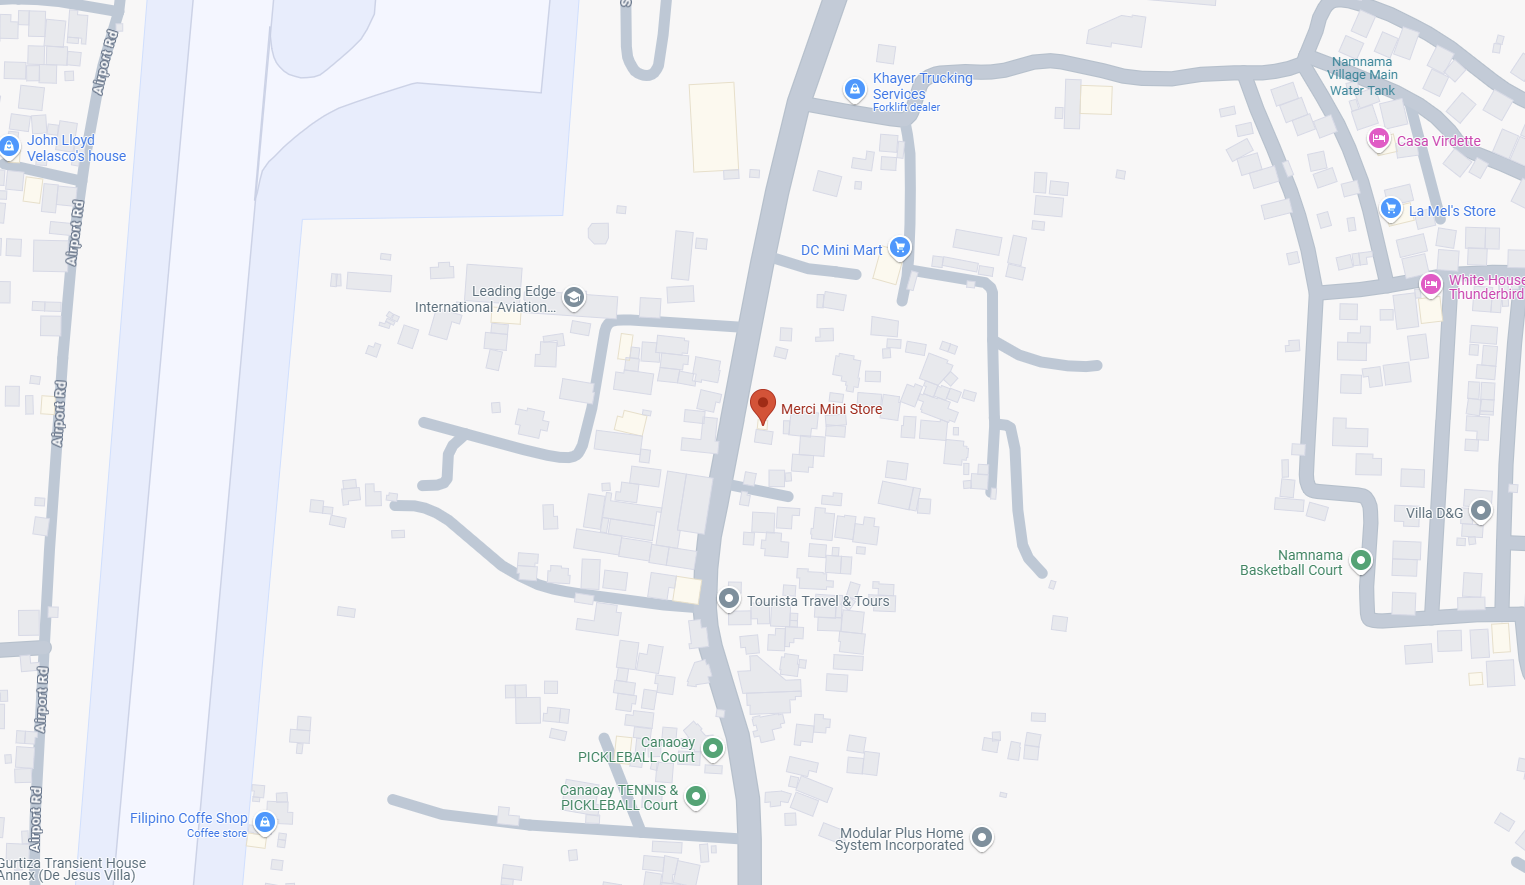 S
Airport Rd
Khayer Trucking
Services
Forklift dealer
Namnama
Village Main
Water Tank
John Lloyd
Velasco's house
Casa Virdette
Airport Rd
La Mel's Store
DC Mini Mart
Leading Edge
International Aviation...
White House
Thunderbird
Airport Rd
Merci Mini Store
Villa D&G
Namnama
Basketball Court
Tourista Travel & Tours
Airport Rd
Canaoay
PICKLEBALL Court
Canaoay TENNIS &
PICKLEBALL Court
Airport Rd
Filipino Coffe Shop
Coffee store
Modular Plus Home
System Incorporated
Gurtiza Transient House
Annex (De Jesus Villa)